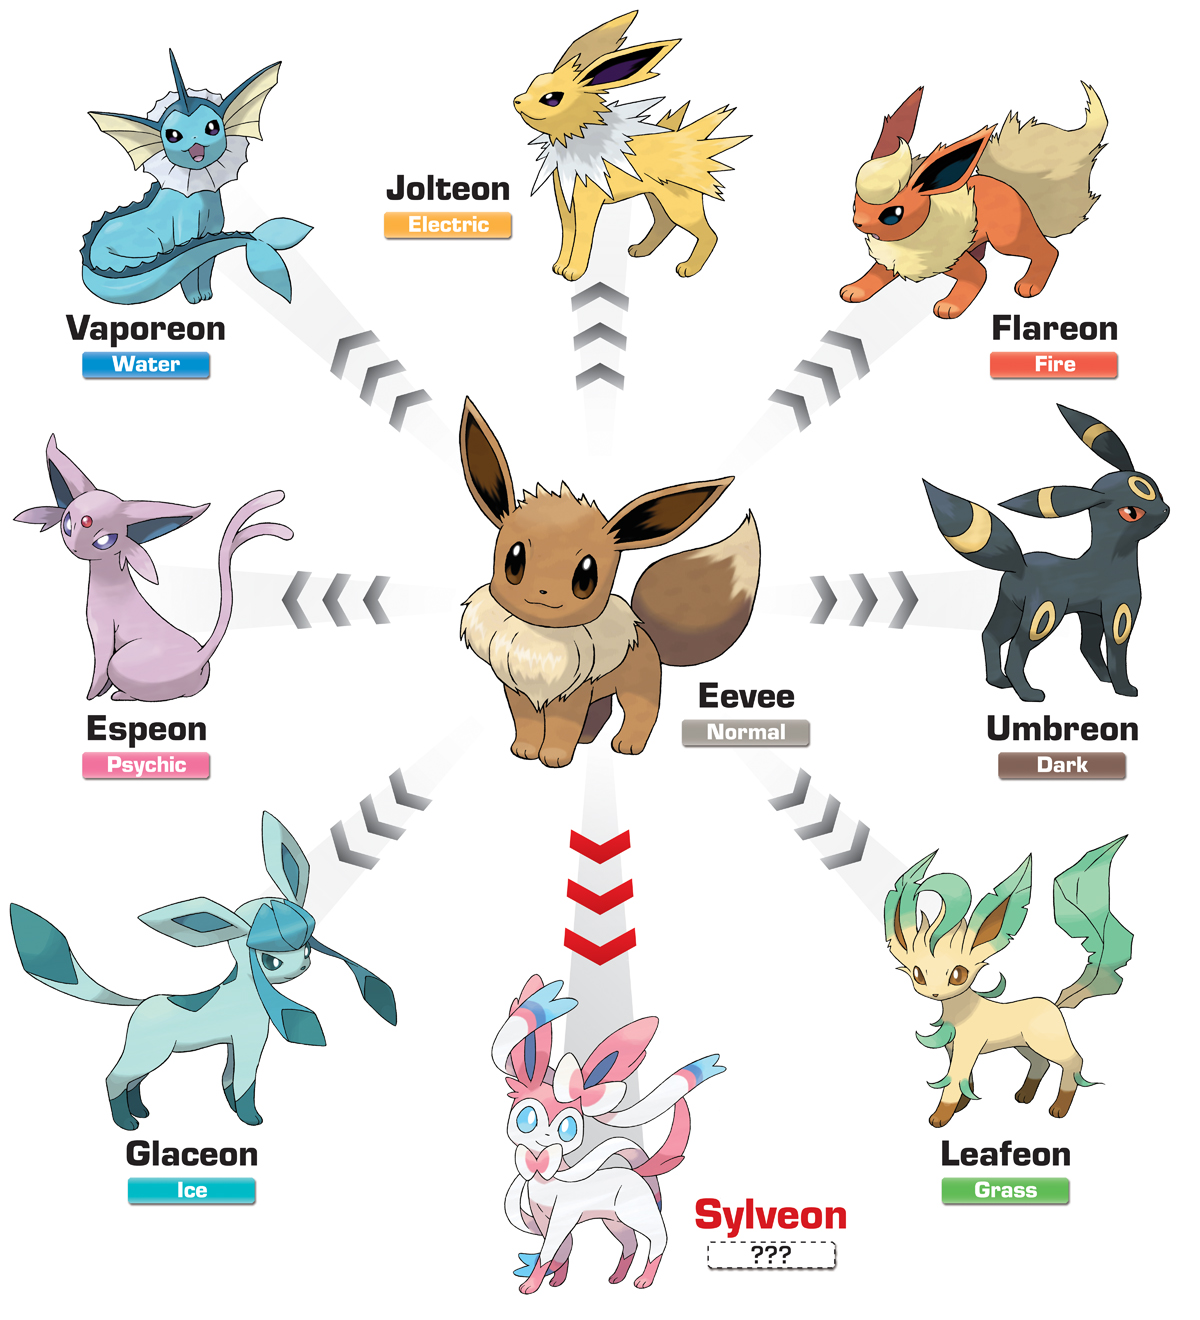 Jolteon
Electric
Vaporeon
Water
Flareon
Fire
Eevee
Normal
Espeon
Psychic
Umbreon
Dark
Glaceon
Ice
Leafeon
Grass
Sylveon
???